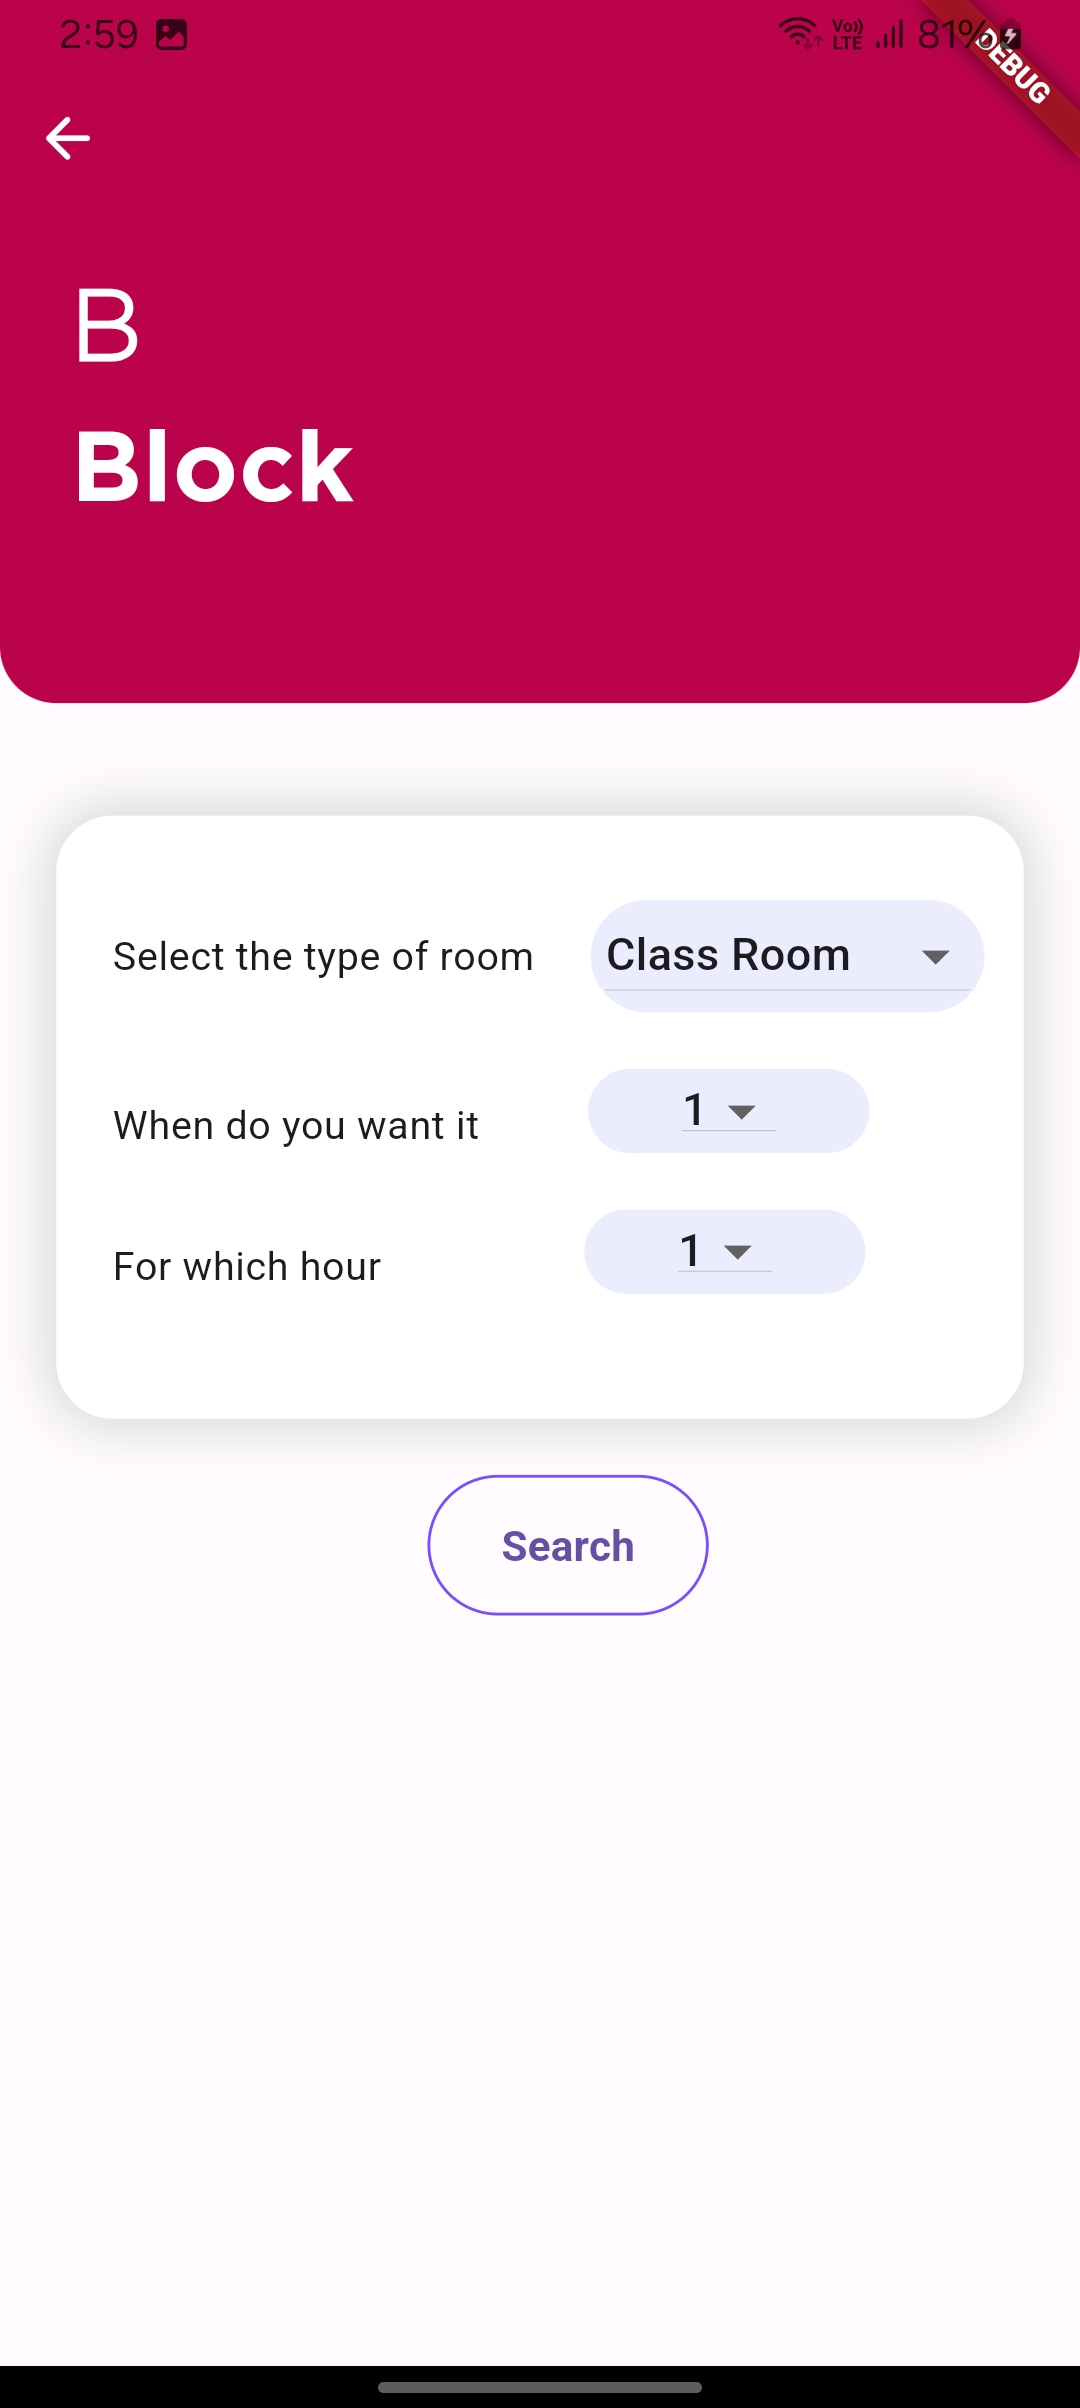 2:59 Vo)) LTE 81%
DEBUG
B
Block
Select the type of room Class Room
When do you want it 1
For which hour 1
Search